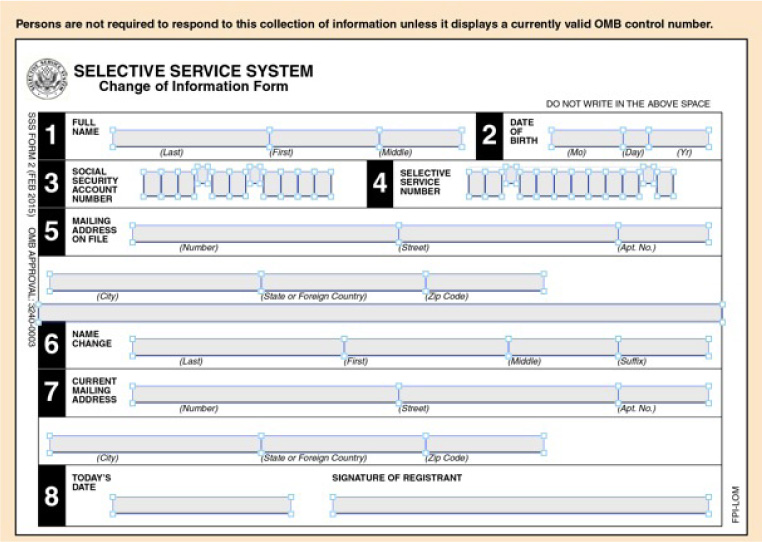 Persons are not required to respond to this collection of information unless it displays a currently valid OMB control number.
SELECTIVE SERVICE SYSTEM
Change of Information Form
DO NOT WRITE IN THE ABOVE SPACE
SSS FORM 2 (FEB 2015) OMB APPROVAL: 3240-0003
1 FULL NAME
(Last) (First) (Middle)
2 DATE OF BIRTH
(Mo) (Day) (Yr)
3 SOCIAL SECURITY ACCOUNT NUMBER
4 SELECTIVE SERVICE NUMBER
5 MAILING ADDRESS ON FILE
(Number) (Street) (Apt. No.)
(City) (State or Foreign Country) (Zip Code)
6 NAME CHANGE
(Last) (First) (Middle) (Suffix)
7 CURRENT MAILING ADDRESS
(Number) (Street) (Apt. No.)
(City) (State or Foreign Country) (Zip Code)
8 TODAY'S DATE
SIGNATURE OF REGISTRANT
FPI-LOM